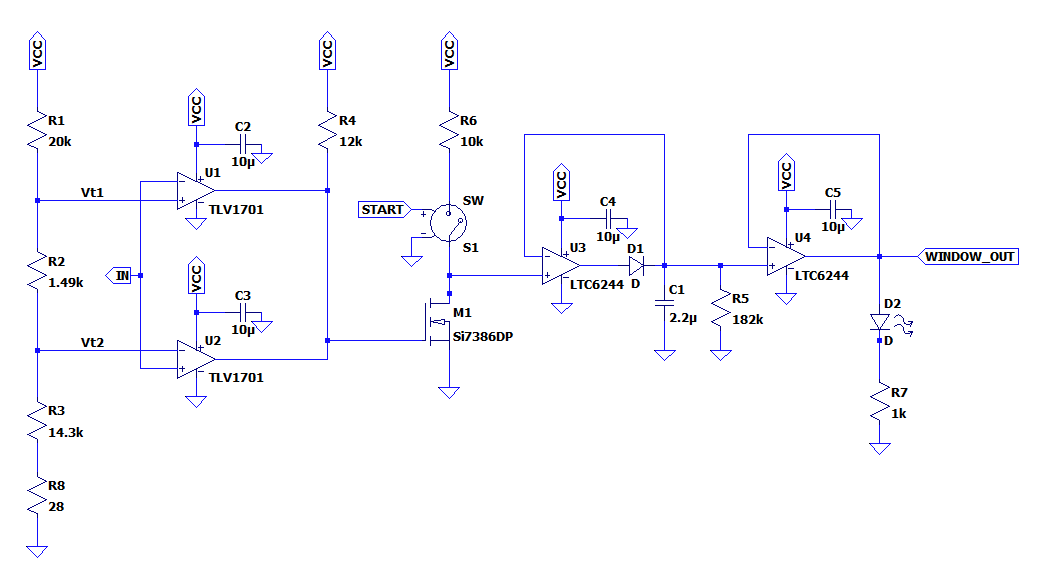 VCC
VCC
VCC
R1
20k
VCC
C2
10µ
R4
12k
R6
10k
Vt1
U1
TLV1701
START
SW
S1
VCC
C4
10µ
VCC
C5
10µ
R2
1.49k
IN
VCC
C3
10µ
U3
LTC6244
D1
D
C1
2.2µ
R5
182k
U4
LTC6244
WINDOW_OUT
Vt2
U2
TLV1701
M1
Si7386DP
D2
D
R3
14.3k
R7
1k
R8
28